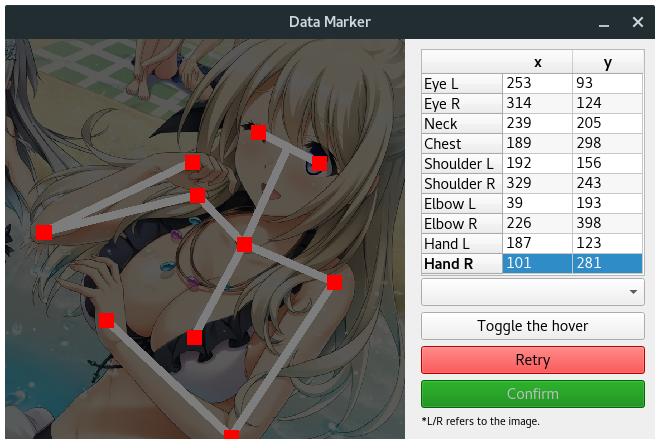 Data Marker
x y
Eye L 253 93
Eye R 314 124
Neck 239 205
Chest 189 298
Shoulder L 192 156
Shoulder R 329 243
Elbow L 39 193
Elbow R 226 398
Hand L 187 123
Hand R 101 281
Toggle the hover
Retry
Confirm
*L/R refers to the image.